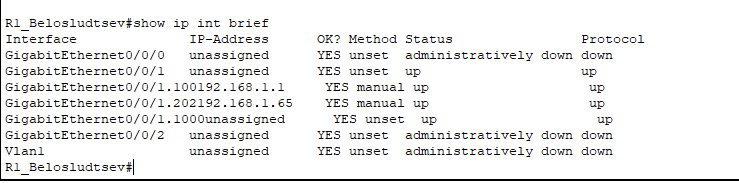 R1_Belosludtsev#show ip int brief
Interface              IP-Address      OK? Method Status                Protocol
GigabitEthernet0/0/0   unassigned      YES unset  administratively down down
GigabitEthernet0/0/1   unassigned      YES unset  up                    up
GigabitEthernet0/0/1.100192.168.1.1     YES manual up                    up
GigabitEthernet0/0/1.202192.168.1.65    YES manual up                    up
GigabitEthernet0/0/1.1000unassigned      YES unset  up                    up
GigabitEthernet0/0/2   unassigned      YES unset  administratively down down
Vlan1                  unassigned      YES unset  administratively down down
R1_Belosludtsev#